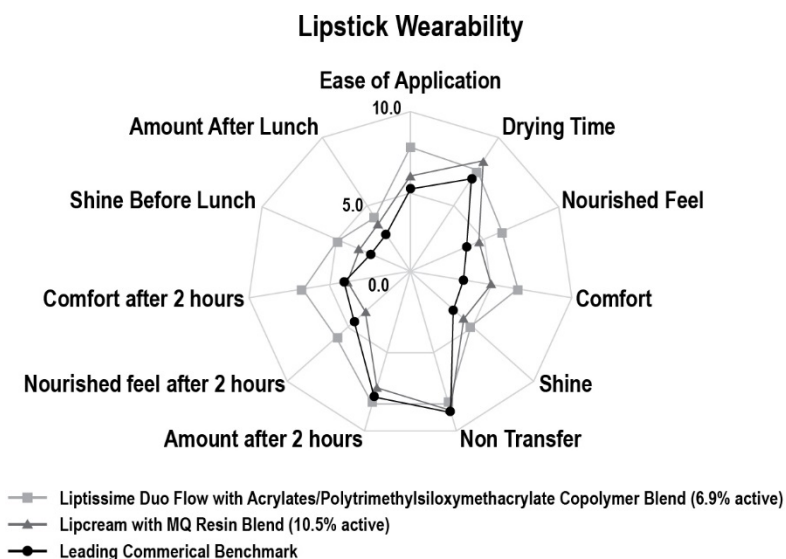 Lipstick Wearability
Ease of Application
10.0
Amount After Lunch
Drying Time
Shine Before Lunch
5.0
Nourished Feel
Comfort after 2 hours
0.0
Comfort
Nourished feel after 2 hours
Shine
Amount after 2 hours
Non Transfer
Liptissime Duo Flow with Acrylates/Polytrimethylsiloxymethacrylate Copolymer Blend (6.9% active)
Lipcream with MQ Resin Blend (10.5% active)
Leading Commerical Benchmark